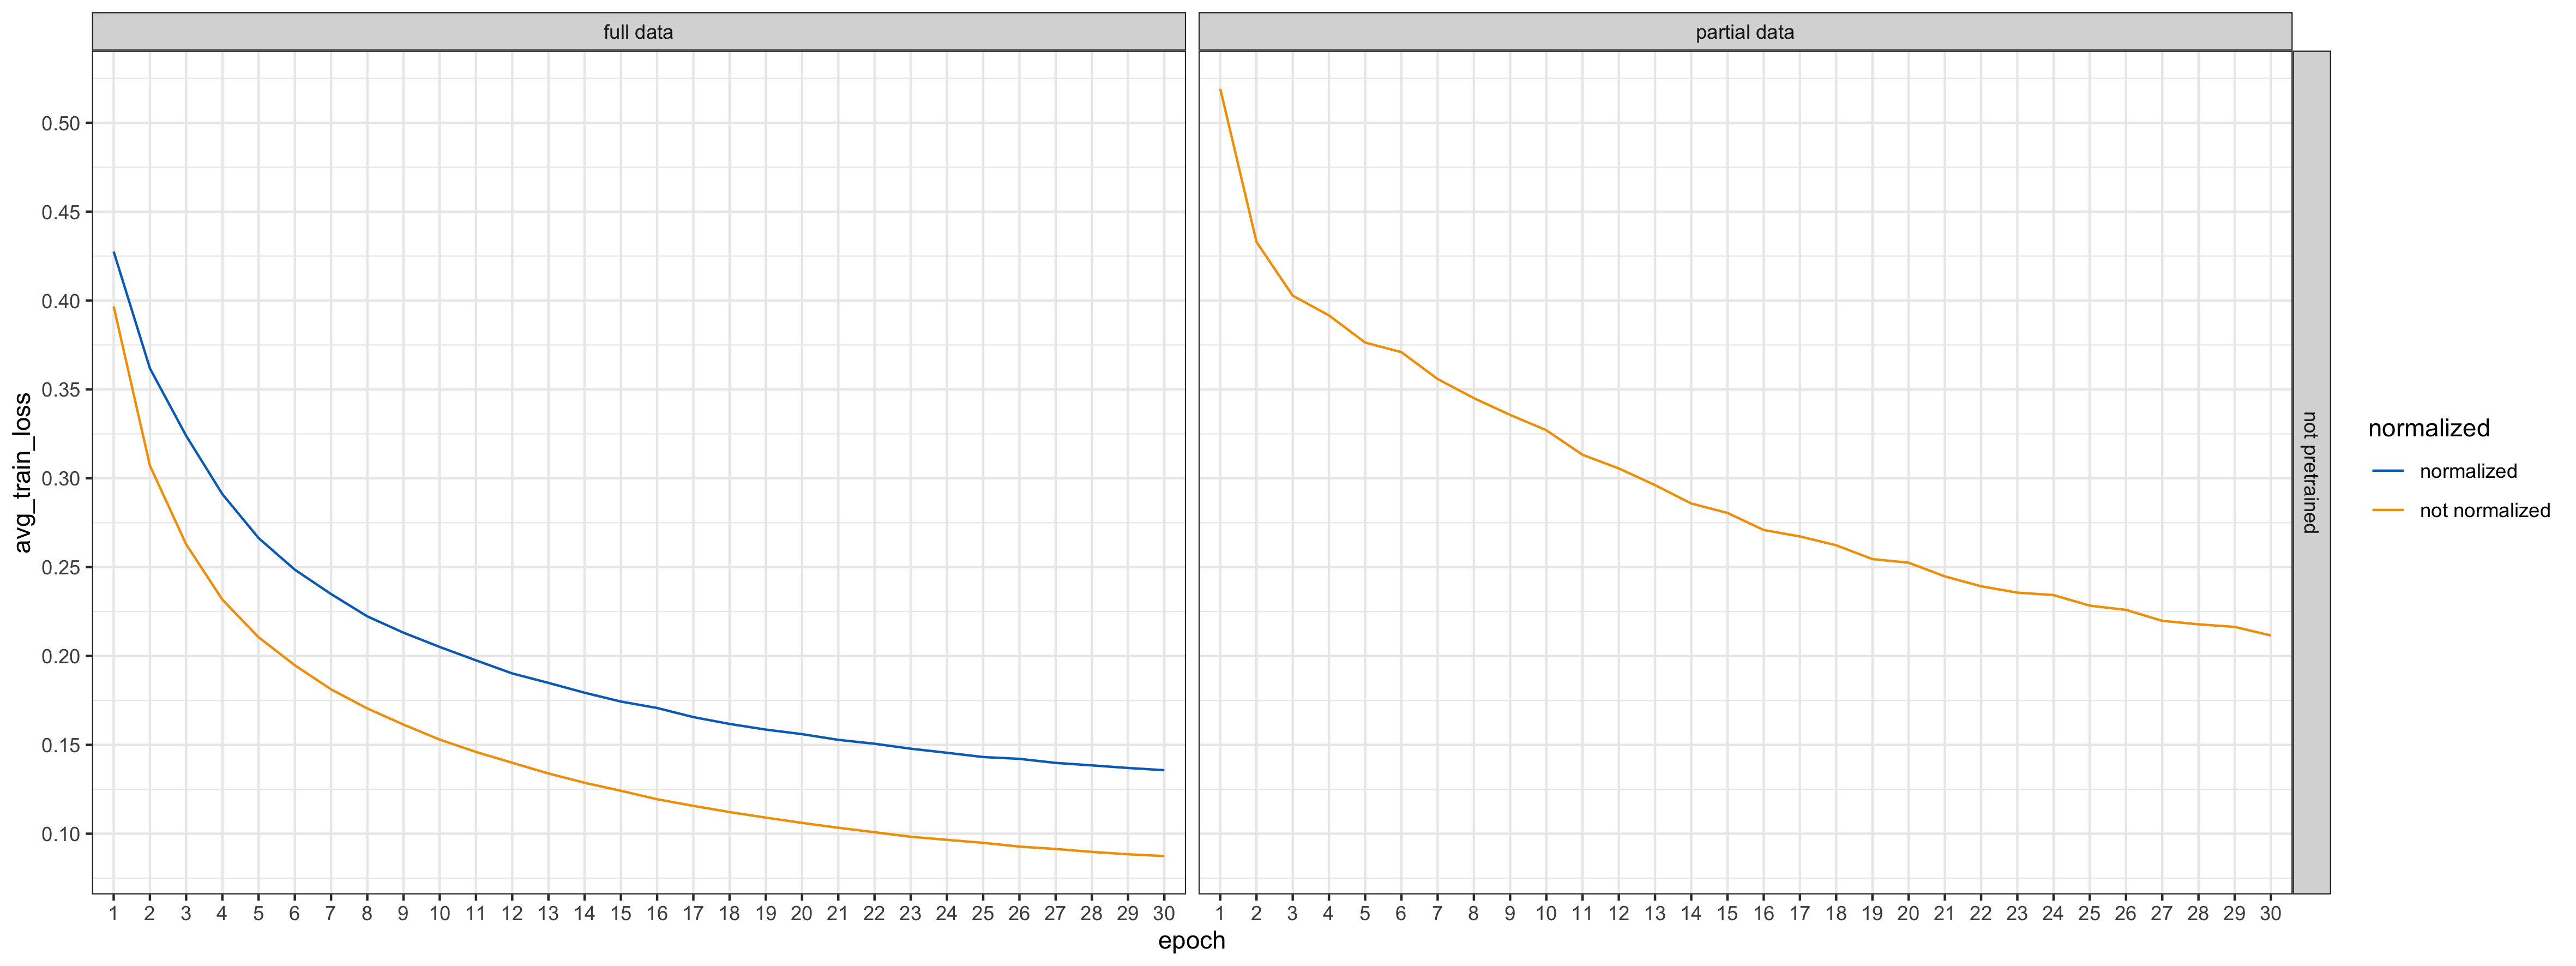 full data
partial data
not pretrained
avg_train_loss
0.50
0.45
0.40
0.35
0.30
0.25
0.20
0.15
0.10
1 2 3 4 5 6 7 8 9 10 11 12 13 14 15 16 17 18 19 20 21 22 23 24 25 26 27 28 29 30
1 2 3 4 5 6 7 8 9 10 11 12 13 14 15 16 17 18 19 20 21 22 23 24 25 26 27 28 29 30
epoch
normalized
normalized
not normalized